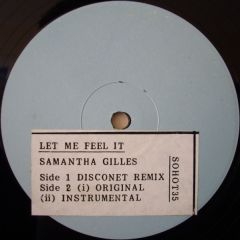 LET ME FEEL IT
SAMANTHA GILLES
Side 1 DISCONET REMIX
Side 2 (i) ORIGINAL
(ii) INSTRUMENTAL
SOHOT35